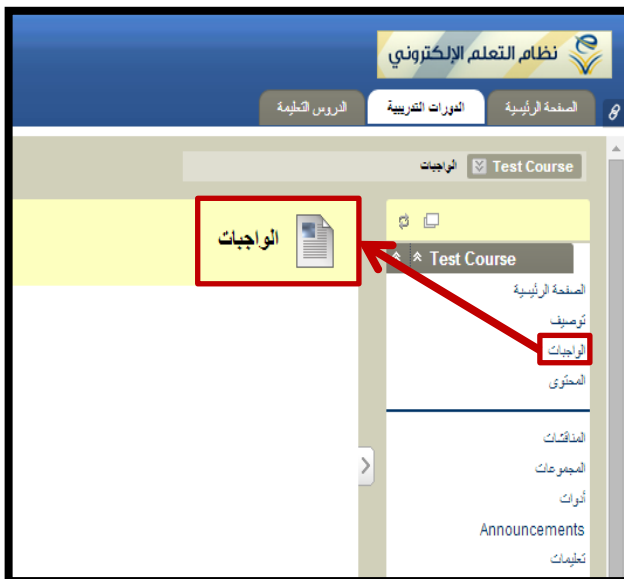 نظام التعلم الإلكتروني
الصفحة الرئيسية
الدورات التدريبية
الدروس التعليمة
Test Course
الواجبات
الواجبات
Test Course
الصفحة الرئيسية
توصيف
الواجبات
المحتوى
المناقشات
المجموعات
أدوات
Announcements
تعليمات